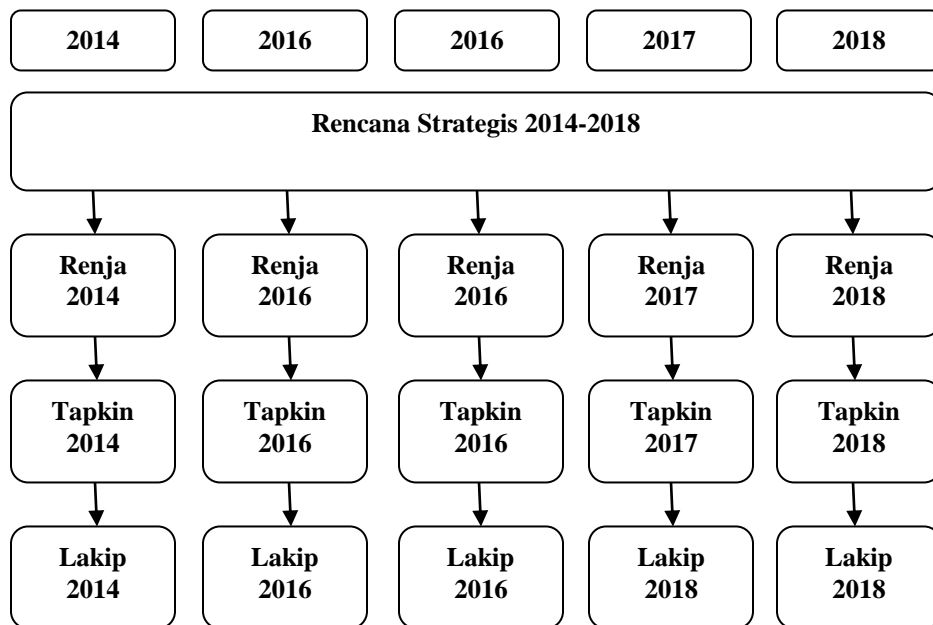 2014 2016 2016 2017 2018
Rencana Strategis 2014-2018
Renja Renja Renja Renja Renja
2014 2016 2016 2017 2018
Tapkin Tapkin Tapkin Tapkin Tapkin
2014 2016 2016 2017 2018
Lakip Lakip Lakip Lakip Lakip
2014 2016 2016 2018 2018